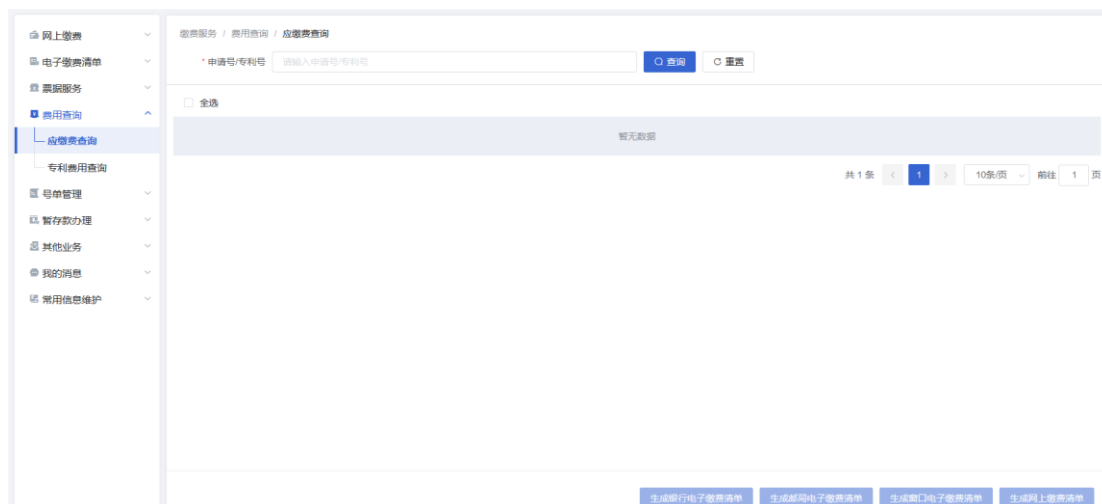 网上缴费
电子缴费清单
票据服务
费用查询
应缴费查询
专利费用查询
号单管理
暂存款办理
其他业务
我的消息
常用信息维护
缴费服务 / 费用查询 / 应缴费查询
* 申请号/专利号 请输入申请号/专利号 查询 重置
全选
暂无数据
共 1 条 < 1 > 10条/页 前往 1 页
生成银行电子缴费清单 生成邮局电子缴费清单 生成窗口电子缴费清单 生成网上缴费清单